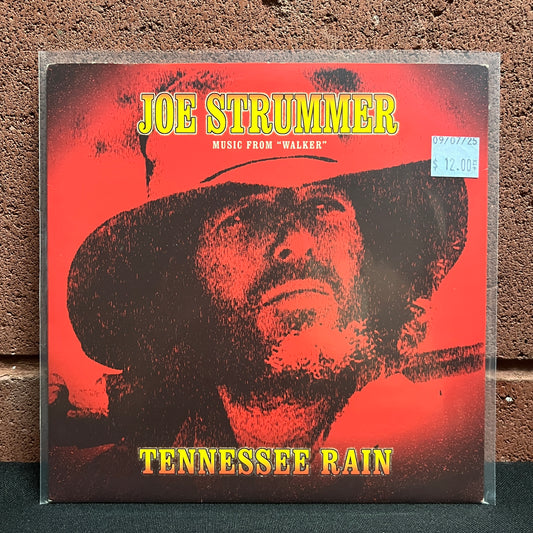 JOE STRUMMER
MUSIC FROM "WALKER"
09/07/25
$ 12.00
TENNESSEE RAIN